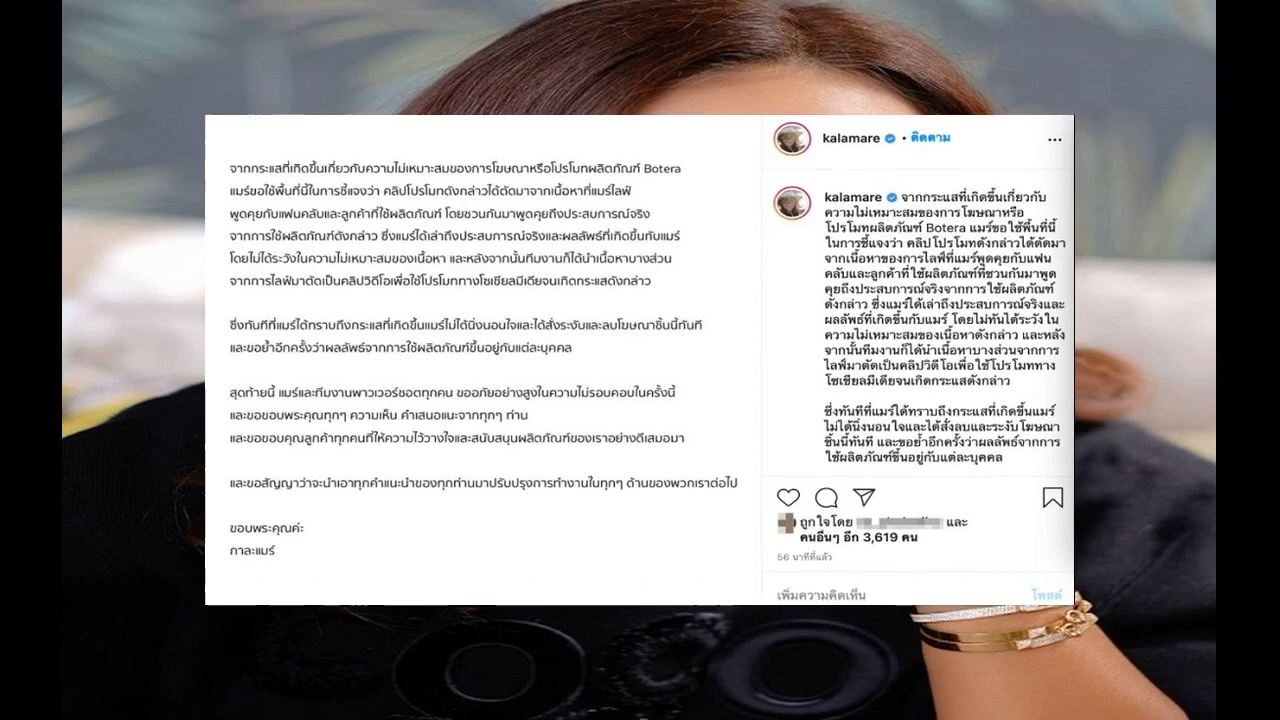 จากกระแสที่เกิดขึ้นเกี่ยวกับความไม่เหมาะสมของการโฆษณาหรือโปรโมทผลิตภัณฑ์ Botera
แมร์ขอใช้พื้นที่นี้ในการชี้แจงว่า คลิปโปรโมทดังกล่าวได้ตัดมาจากเนื้อหาที่แมร์ไลฟ์
พูดคุยกับแฟนคลับและลูกค้าที่ใช้ผลิตภัณฑ์ โดยชวนกันมาพูดคุยถึงประสบการณ์จริง
จากการใช้ผลิตภัณฑ์ดังกล่าว ซึ่งแมร์ได้เล่าถึงประสบการณ์จริงและผลลัพธ์ที่เกิดขึ้นกับแมร์
โดยไม่ได้ระวังในความไม่เหมาะสมของเนื้อหา และหลังจากนั้นทีมงานก็ได้นำเนื้อหาบางส่วน
จากการไลฟ์มาตัดเป็นคลิปวิดีโอเพื่อใช้โปรโมททางโซเชียลมีเดียจนเกิดกระแสดังกล่าว
ซึ่งทันทีที่แมร์ได้ทราบถึงกระแสที่เกิดขึ้นแมร์ไม่ได้นิ่งนอนใจและได้สั่งระงับและลบโฆษณาชิ้นนี้ทันที
และขอย้ำอีกครั้งว่าผลลัพธ์จากการใช้ผลิตภัณฑ์ขึ้นอยู่กับแต่ละบุคคล
สุดท้ายนี้ แมร์และทีมงานพาวเวอร์ชอตทุกคน ขออภัยอย่างสูงในความไม่รอบคอบในครั้งนี้
และขอขอบพระคุณทุกๆ ความเห็น คำเสนอแนะจากทุกๆ ท่าน
และขอขอบคุณลูกค้าทุกคนที่ให้ความไว้วางใจและสนับสนุนผลิตภัณฑ์ของเราอย่างดีเสมอมา
และขอสัญญาว่าจะนำเอาทุกคำแนะนำของทุกท่านมาปรับปรุงการทำงานในทุกๆ ด้านของพวกเราต่อไป
ขอบพระคุณค่ะ
กาละแมร์
kalamare • ติดตาม
kalamare จากกระแสที่เกิดขึ้นเกี่ยวกับ
ความไม่เหมาะสมของการโฆษณาหรือ
โปรโมทผลิตภัณฑ์ Botera แมร์ขอใช้พื้นที่นี้
ในการชี้แจงว่า คลิปโปรโมทดังกล่าวได้ตัดมา
จากเนื้อหาของการไลฟ์ที่แมร์พูดคุยกับแฟน
คลับและลูกค้าที่ใช้ผลิตภัณฑ์ที่ชวนกันมาพูด
คุยถึงประสบการณ์จริงจากการใช้ผลิตภัณฑ์
ดังกล่าว ซึ่งแมร์ได้เล่าถึงประสบการณ์จริงและ
ผลลัพธ์ที่เกิดขึ้นกับแมร์ โดยไม่ทันได้ระวังใน
ความไม่เหมาะสมของเนื้อหาดังกล่าว และหลัง
จากนั้นทีมงานก็ได้นำเนื้อหาบางส่วนจากการ
ไลฟ์มาตัดเป็นคลิปวิดีโอเพื่อใช้โปรโมททาง
โซเชียลมีเดียจนเกิดกระแสดังกล่าว
ซึ่งทันทีที่แมร์ได้ทราบถึงกระแสที่เกิดขึ้นแมร์
ไม่ได้นิ่งนอนใจและได้สั่งลบและระงับโฆษณา
ชิ้นนี้ทันที และขอย้ำอีกครั้งว่าผลลัพธ์จากการ
ใช้ผลิตภัณฑ์ขึ้นอยู่กับแต่ละบุคคล
ถูกใจโดย และ
คนอื่นๆ อีก 3,619 คน
56 นาทีที่แล้ว
เพิ่มความคิดเห็น
โพสต์